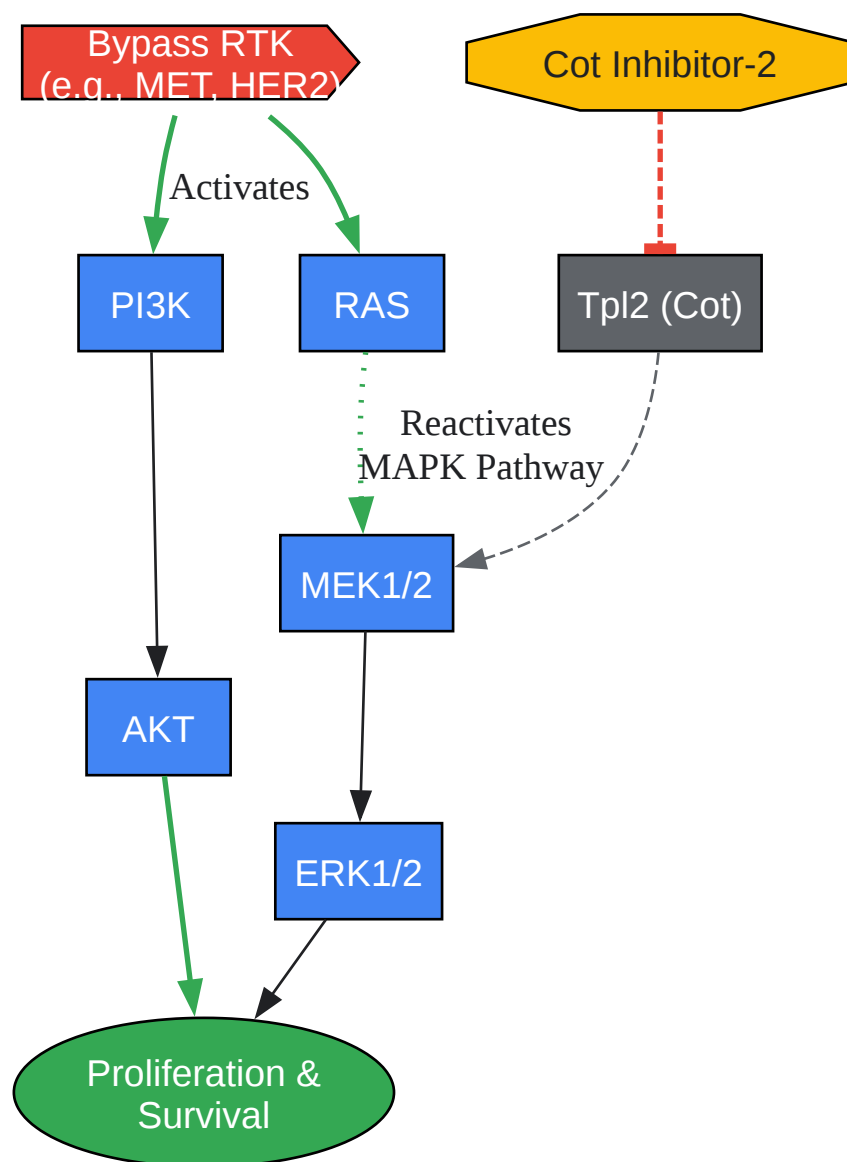 Bypass RTK
(e.g., MET, HER2)
Cot Inhibitor-2
Activates
PI3K
RAS
Tpl2 (Cot)
Reactivates
MAPK Pathway
MEK1/2
AKT
ERK1/2
Proliferation &
Survival